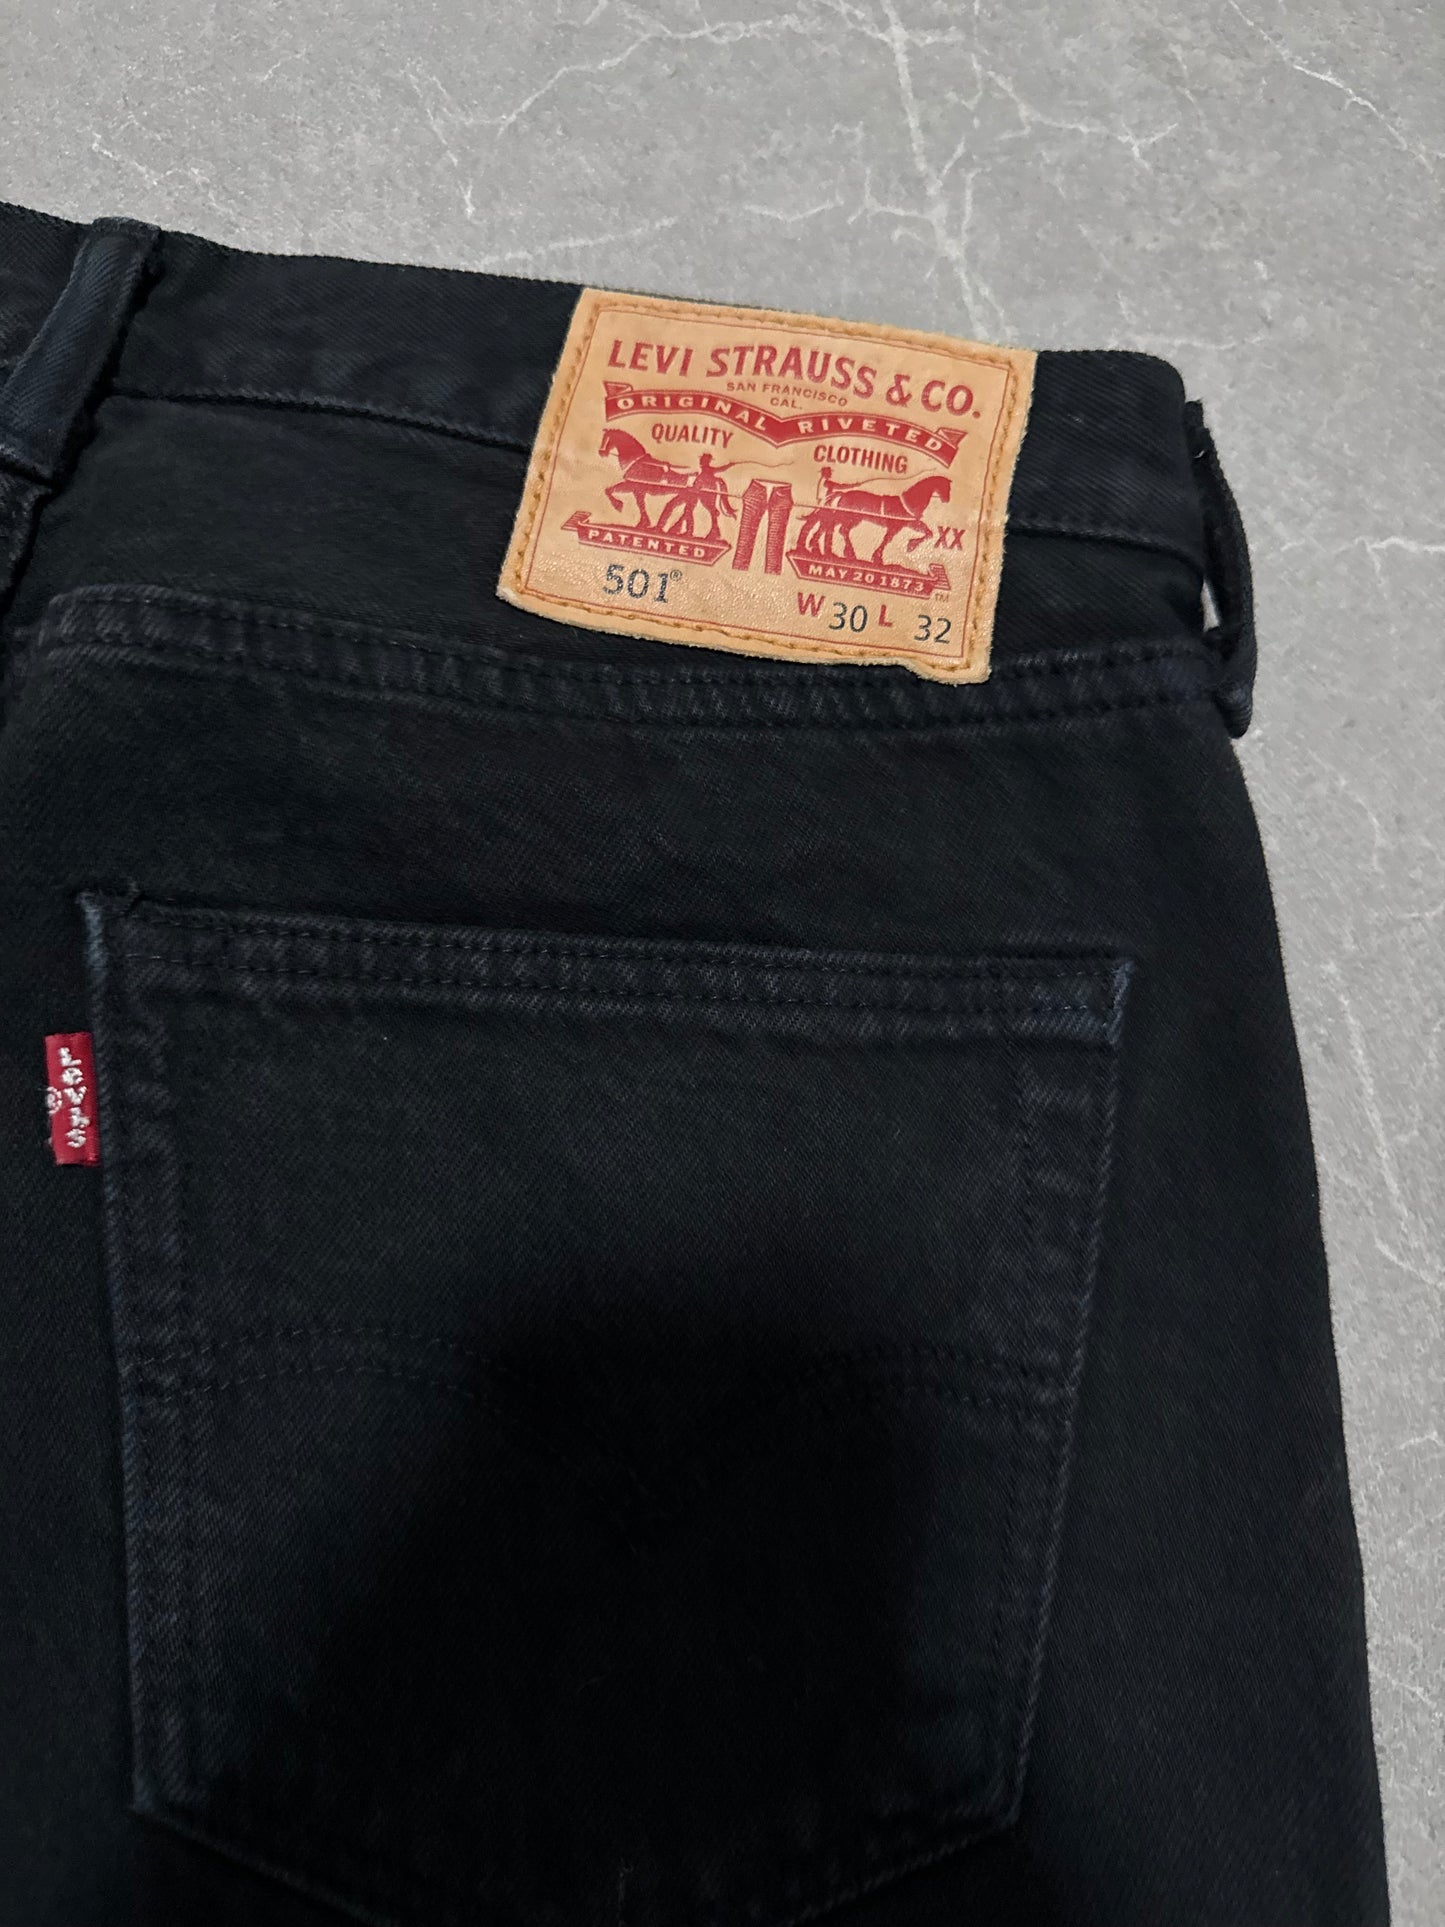 LEVI STRAUSS & CO.
SAN FRANCISCO
CAL.
ORIGINAL RIVETED
QUALITY CLOTHING
XX
PATENTED MAY 20 1873 ™
501® W 30 L 32
Levi's ®